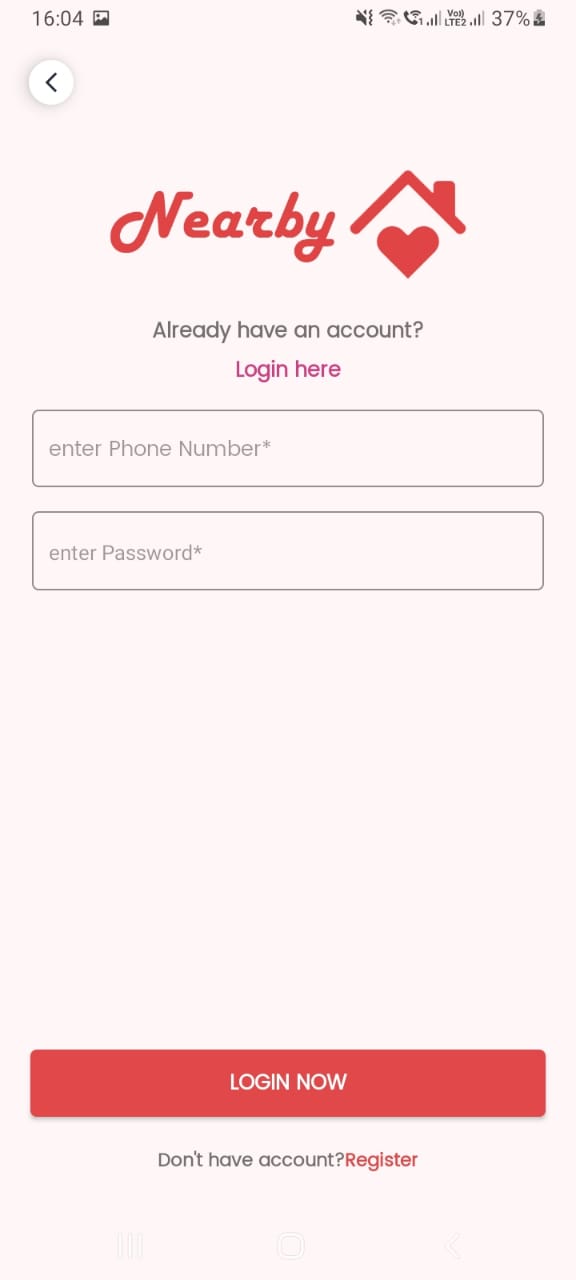 16:04 Vo)) LTE2 37%
Nearby
Already have an account?
Login here
enter Phone Number*
enter Password*
LOGIN NOW
Don't have account?Register